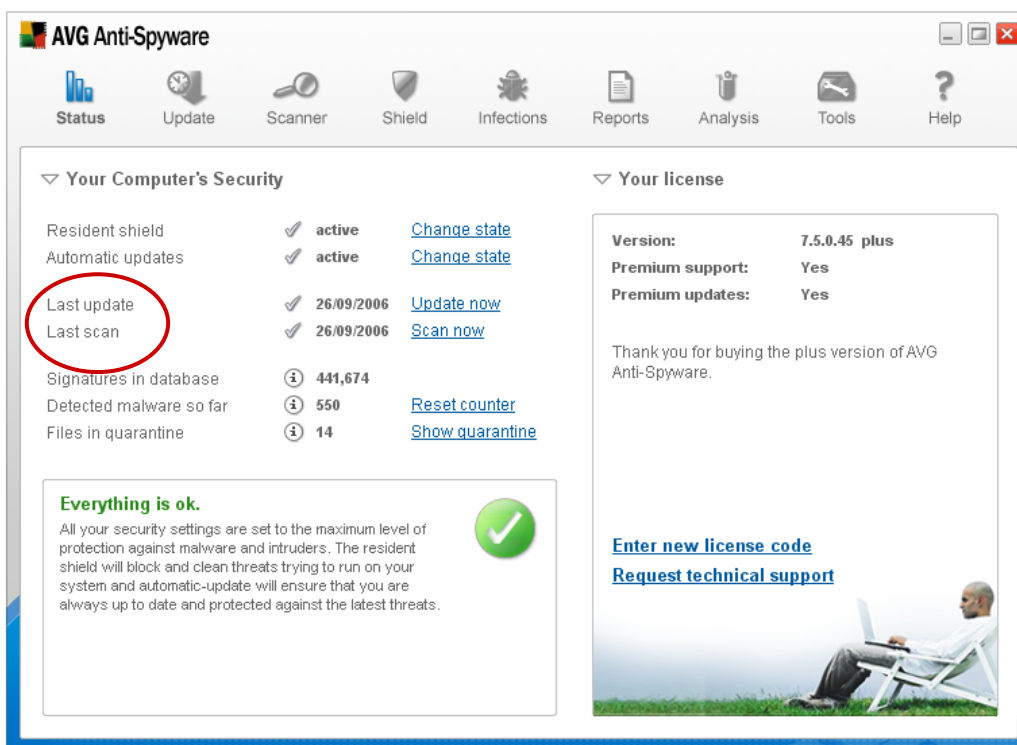 AVG Anti-Spyware
Status Update Scanner Shield Infections Reports Analysis Tools Help
Your Computer's Security
Resident shield active Change state
Automatic updates active Change state
Last update 26/09/2006 Update now
Last scan 26/09/2006 Scan now
Signatures in database 441,674
Detected malware so far 550 Reset counter
Files in quarantine 14 Show quarantine
Everything is ok.
All your security settings are set to the maximum level of
protection against malware and intruders. The resident
shield will block and clean threats trying to run on your
system and automatic-update will ensure that you are
always up to date and protected against the latest threats.
Your license
Version: 7.5.0.45 plus
Premium support: Yes
Premium updates: Yes
Thank you for buying the plus version of AVG
Anti-Spyware.
Enter new license code
Request technical support